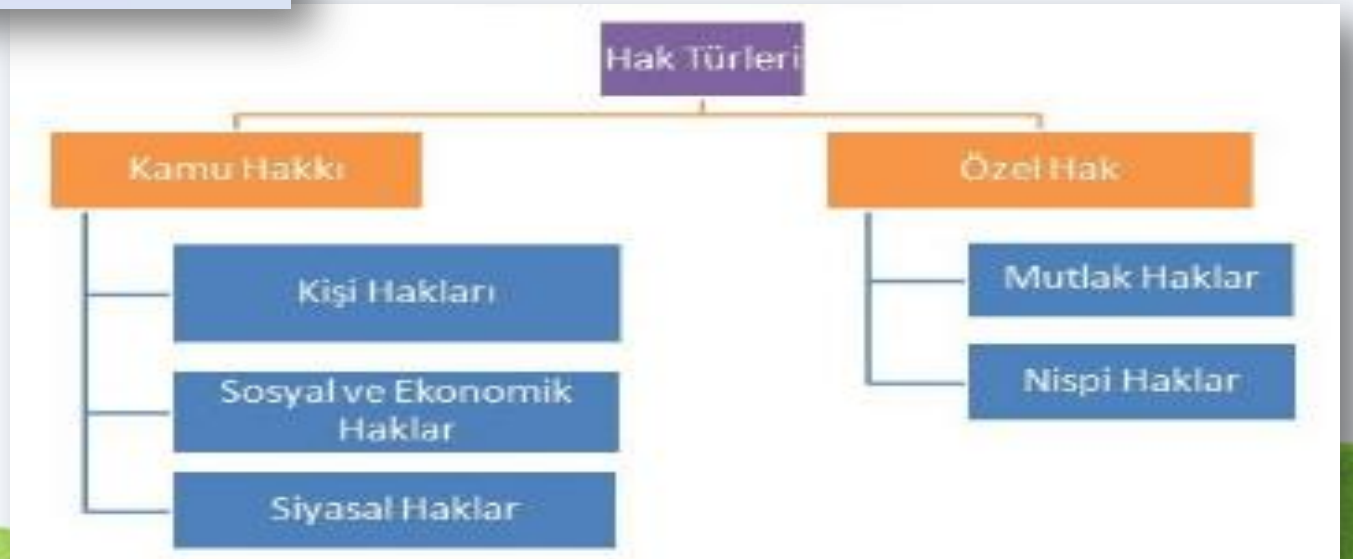 Hak Türleri
Kamu Hakkı
Kişi Hakları
Sosyal ve Ekonomik
Haklar
Siyasal Haklar
Özel Hak
Mutlak Haklar
Nispi Haklar